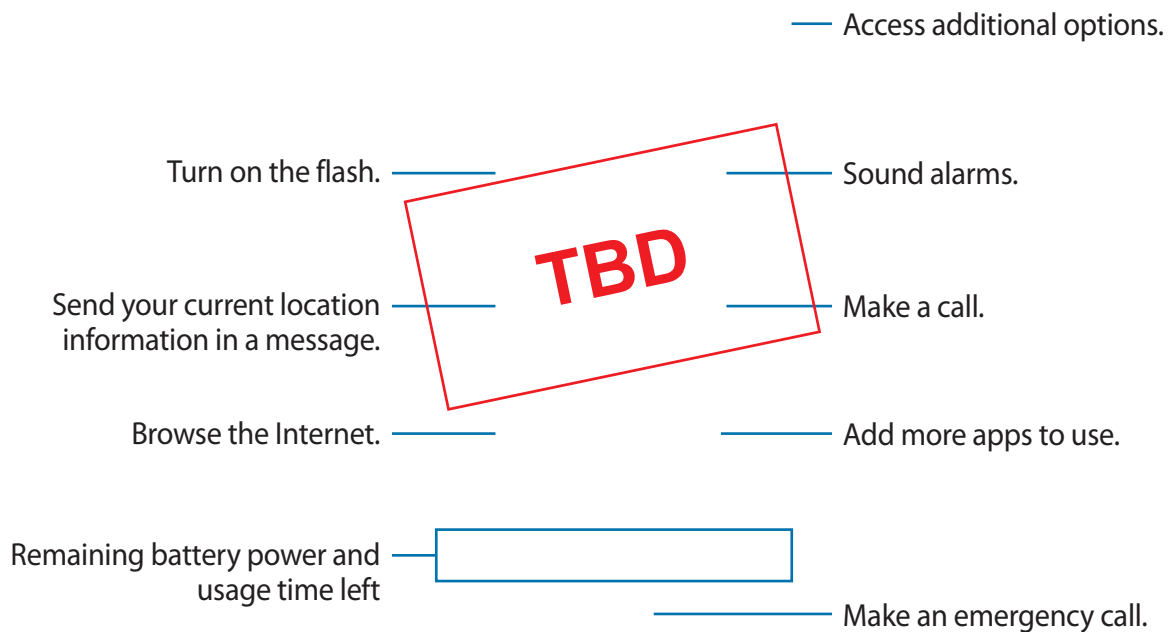 Access additional options.
Turn on the flash.
Sound alarms.
TBD
Send your current location
information in a message.
Make a call.
Browse the Internet.
Add more apps to use.
Remaining battery power and
usage time left
Make an emergency call.